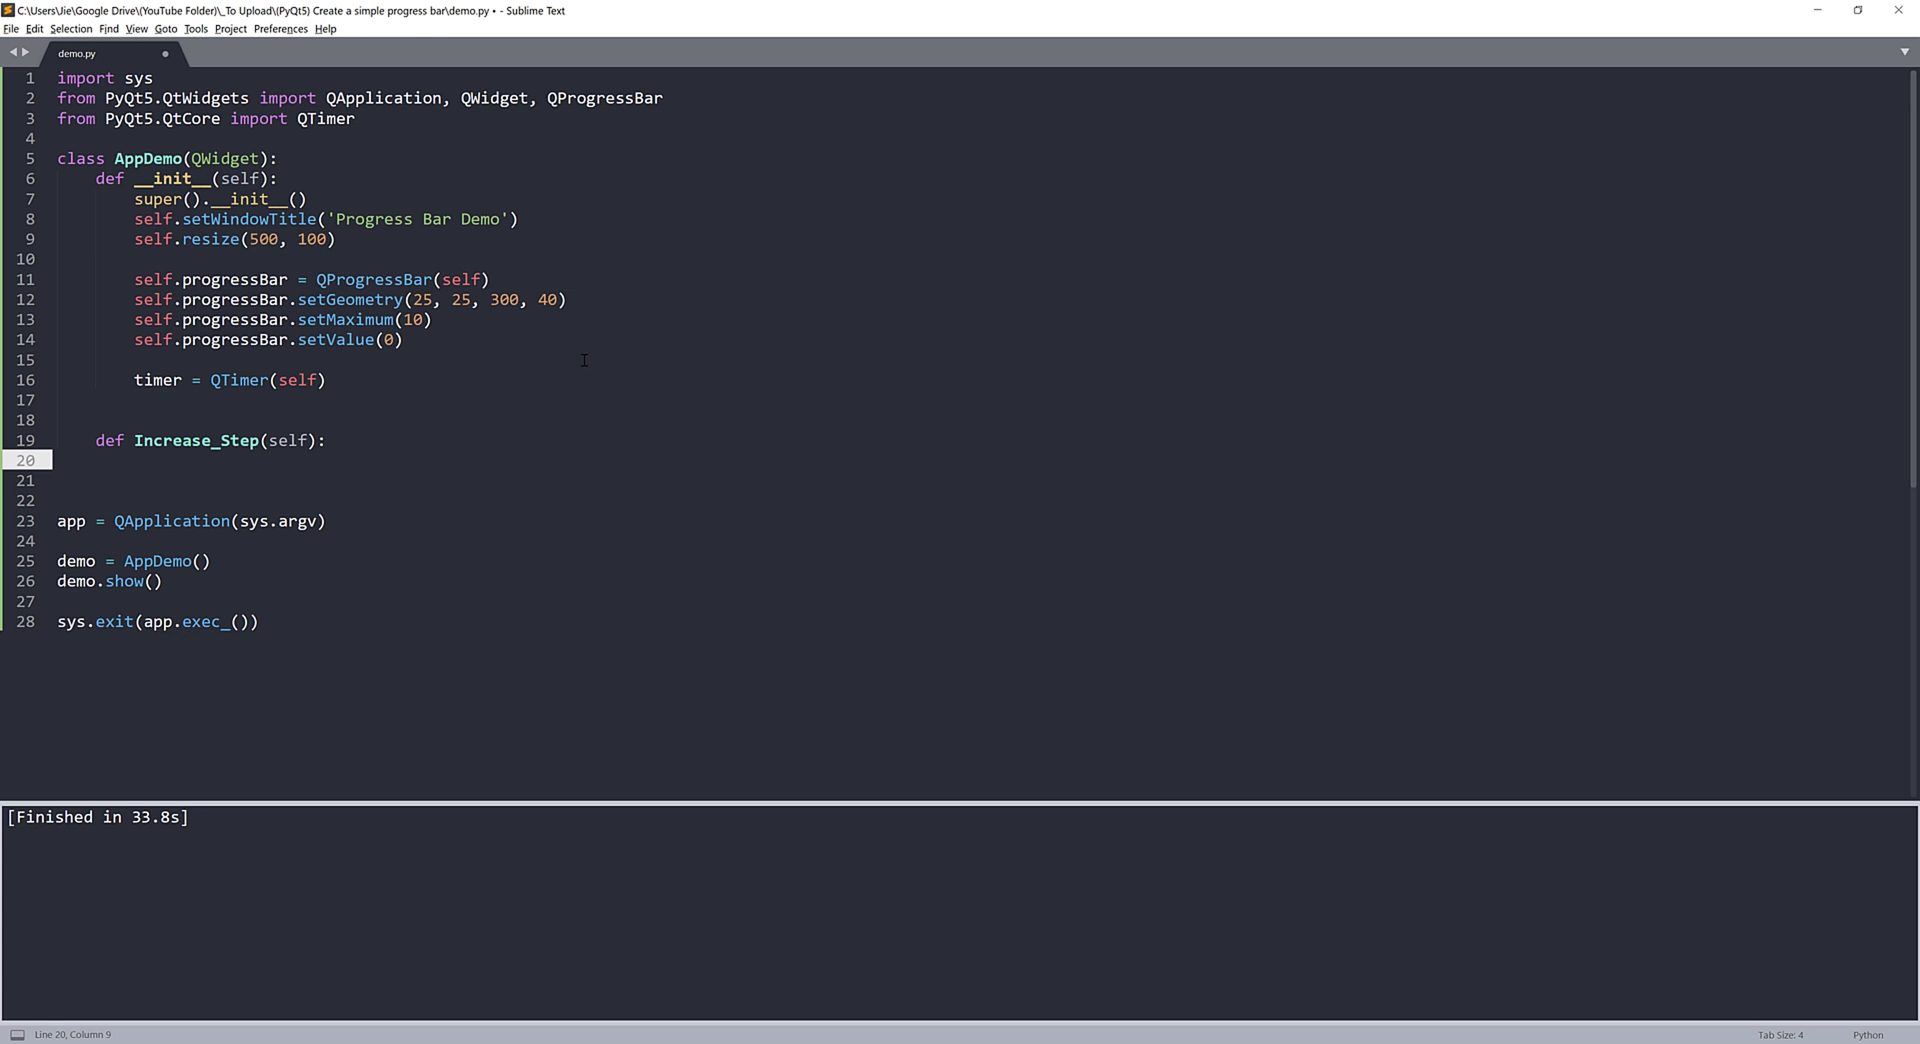 C:\Users\Jie\Google Drive\(YouTube Folder)\_To Upload\(PyQt5) Create a simple progress bar\demo.py • - Sublime Text
File Edit Selection Find View Goto Tools Project Preferences Help
demo.py
1 import sys
2 from PyQt5.QtWidgets import QApplication, QWidget, QProgressBar
3 from PyQt5.QtCore import QTimer
4
5 class AppDemo(QWidget):
6     def __init__(self):
7         super().__init__()
8         self.setWindowTitle('Progress Bar Demo')
9         self.resize(500, 100)
10
11         self.progressBar = QProgressBar(self)
12         self.progressBar.setGeometry(25, 25, 300, 40)
13         self.progressBar.setMaximum(10)
14         self.progressBar.setValue(0)
15
16         timer = QTimer(self)
17
18
19     def Increase_Step(self):
20
21
22
23 app = QApplication(sys.argv)
24
25 demo = AppDemo()
26 demo.show()
27
28 sys.exit(app.exec_())
[Finished in 33.8s]
Line 20, Column 9 Tab Size: 4 Python